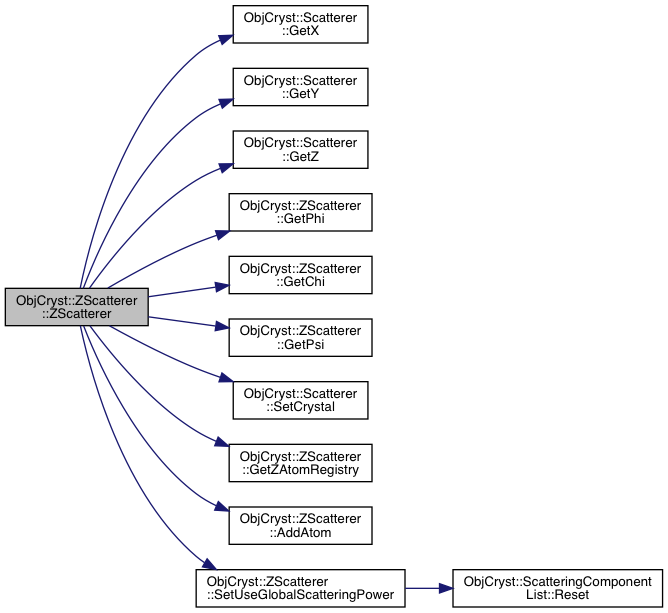 ObjCryst::Scatterer
::GetX
ObjCryst::Scatterer
::GetY
ObjCryst::Scatterer
::GetZ
ObjCryst::ZScatterer
::GetPhi
ObjCryst::ZScatterer
::GetChi
ObjCryst::ZScatterer
::ZScatterer
ObjCryst::ZScatterer
::GetPsi
ObjCryst::Scatterer
::SetCrystal
ObjCryst::ZScatterer
::GetZAtomRegistry
ObjCryst::ZScatterer
::AddAtom
ObjCryst::ZScatterer
::SetUseGlobalScatteringPower
ObjCryst::ScatteringComponent
List::Reset